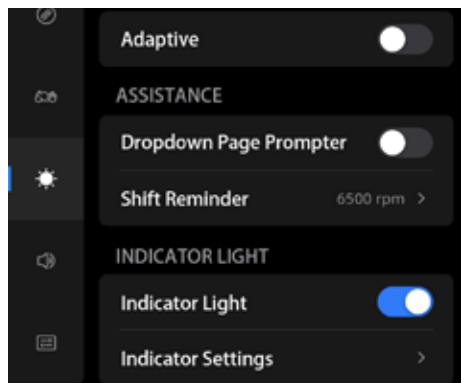 Adaptive
ASSISTANCE
Dropdown Page Prompter
Shift Reminder 6500 rpm >
INDICATOR LIGHT
Indicator Light
Indicator Settings >